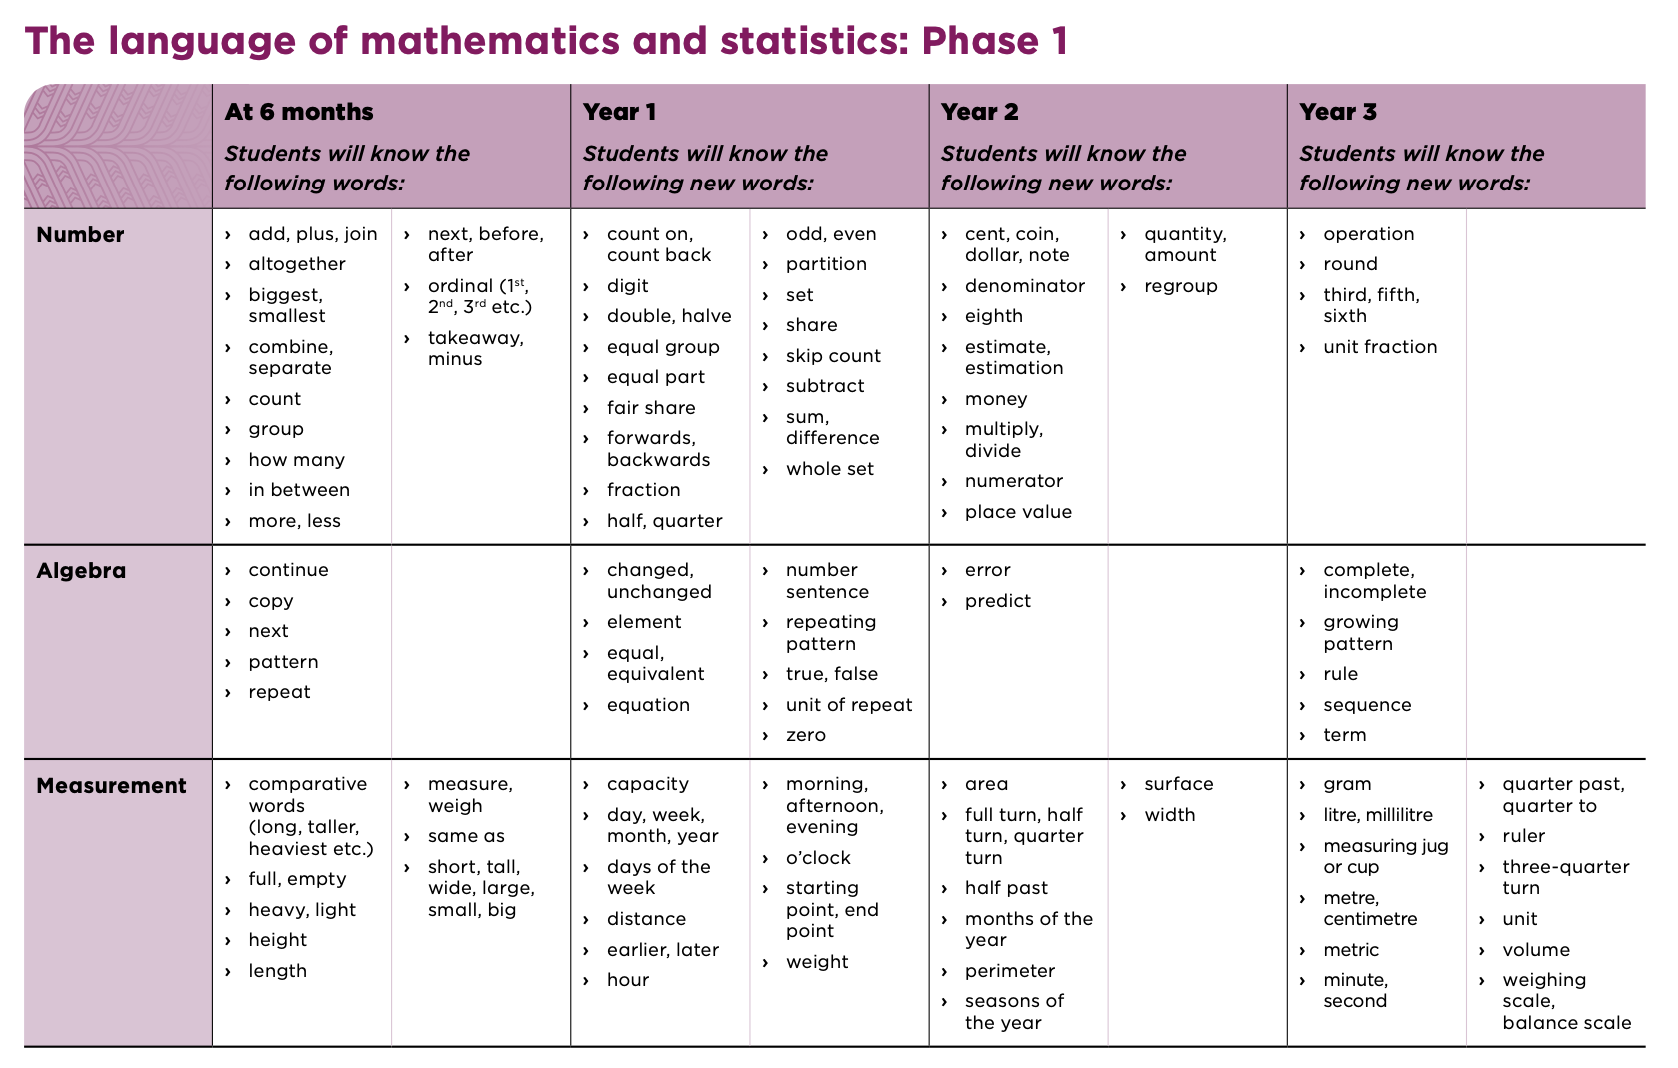 The language of mathematics and statistics: Phase 1
At 6 months
Students will know the
following words:
Year 1
Students will know the
following new words:
Year 2
Students will know the
following new words:
Year 3
Students will know the
following new words:
Number
› add, plus, join
› altogether
› biggest,
smallest
› combine,
separate
› count
› group
› how many
› in between
› more, less
› next, before,
after
› ordinal (1st,
2nd, 3rd etc.)
› takeaway,
minus
› count on,
count back
› digit
› double, halve
› equal group
› equal part
› fair share
› forwards,
backwards
› fraction
› half, quarter
› odd, even
› partition
› set
› share
› skip count
› subtract
› sum,
difference
› whole set
› cent, coin,
dollar, note
› denominator
› eighth
› estimate,
estimation
› money
› multiply,
divide
› numerator
› place value
› quantity,
amount
› regroup
› operation
› round
› third, fifth,
sixth
› unit fraction
Algebra
› continue
› copy
› next
› pattern
› repeat
› changed,
unchanged
› element
› equal,
equivalent
› equation
› number
sentence
› repeating
pattern
› true, false
› unit of repeat
› zero
› error
› predict
› complete,
incomplete
› growing
pattern
› rule
› sequence
› term
Measurement
› comparative
words
(long, taller,
heaviest etc.)
› full, empty
› heavy, light
› height
› length
› measure,
weigh
› same as
› short, tall,
wide, large,
small, big
› capacity
› day, week,
month, year
› days of the
week
› distance
› earlier, later
› hour
› morning,
afternoon,
evening
› o’clock
› starting
point, end
point
› weight
› area
› full turn, half
turn, quarter
turn
› half past
› months of the
year
› perimeter
› seasons of
the year
› surface
› width
› gram
› litre, millilitre
› measuring jug
or cup
› metre,
centimetre
› metric
› minute,
second
› quarter past,
quarter to
› ruler
› three-quarter
turn
› unit
› volume
› weighing
scale,
balance scale